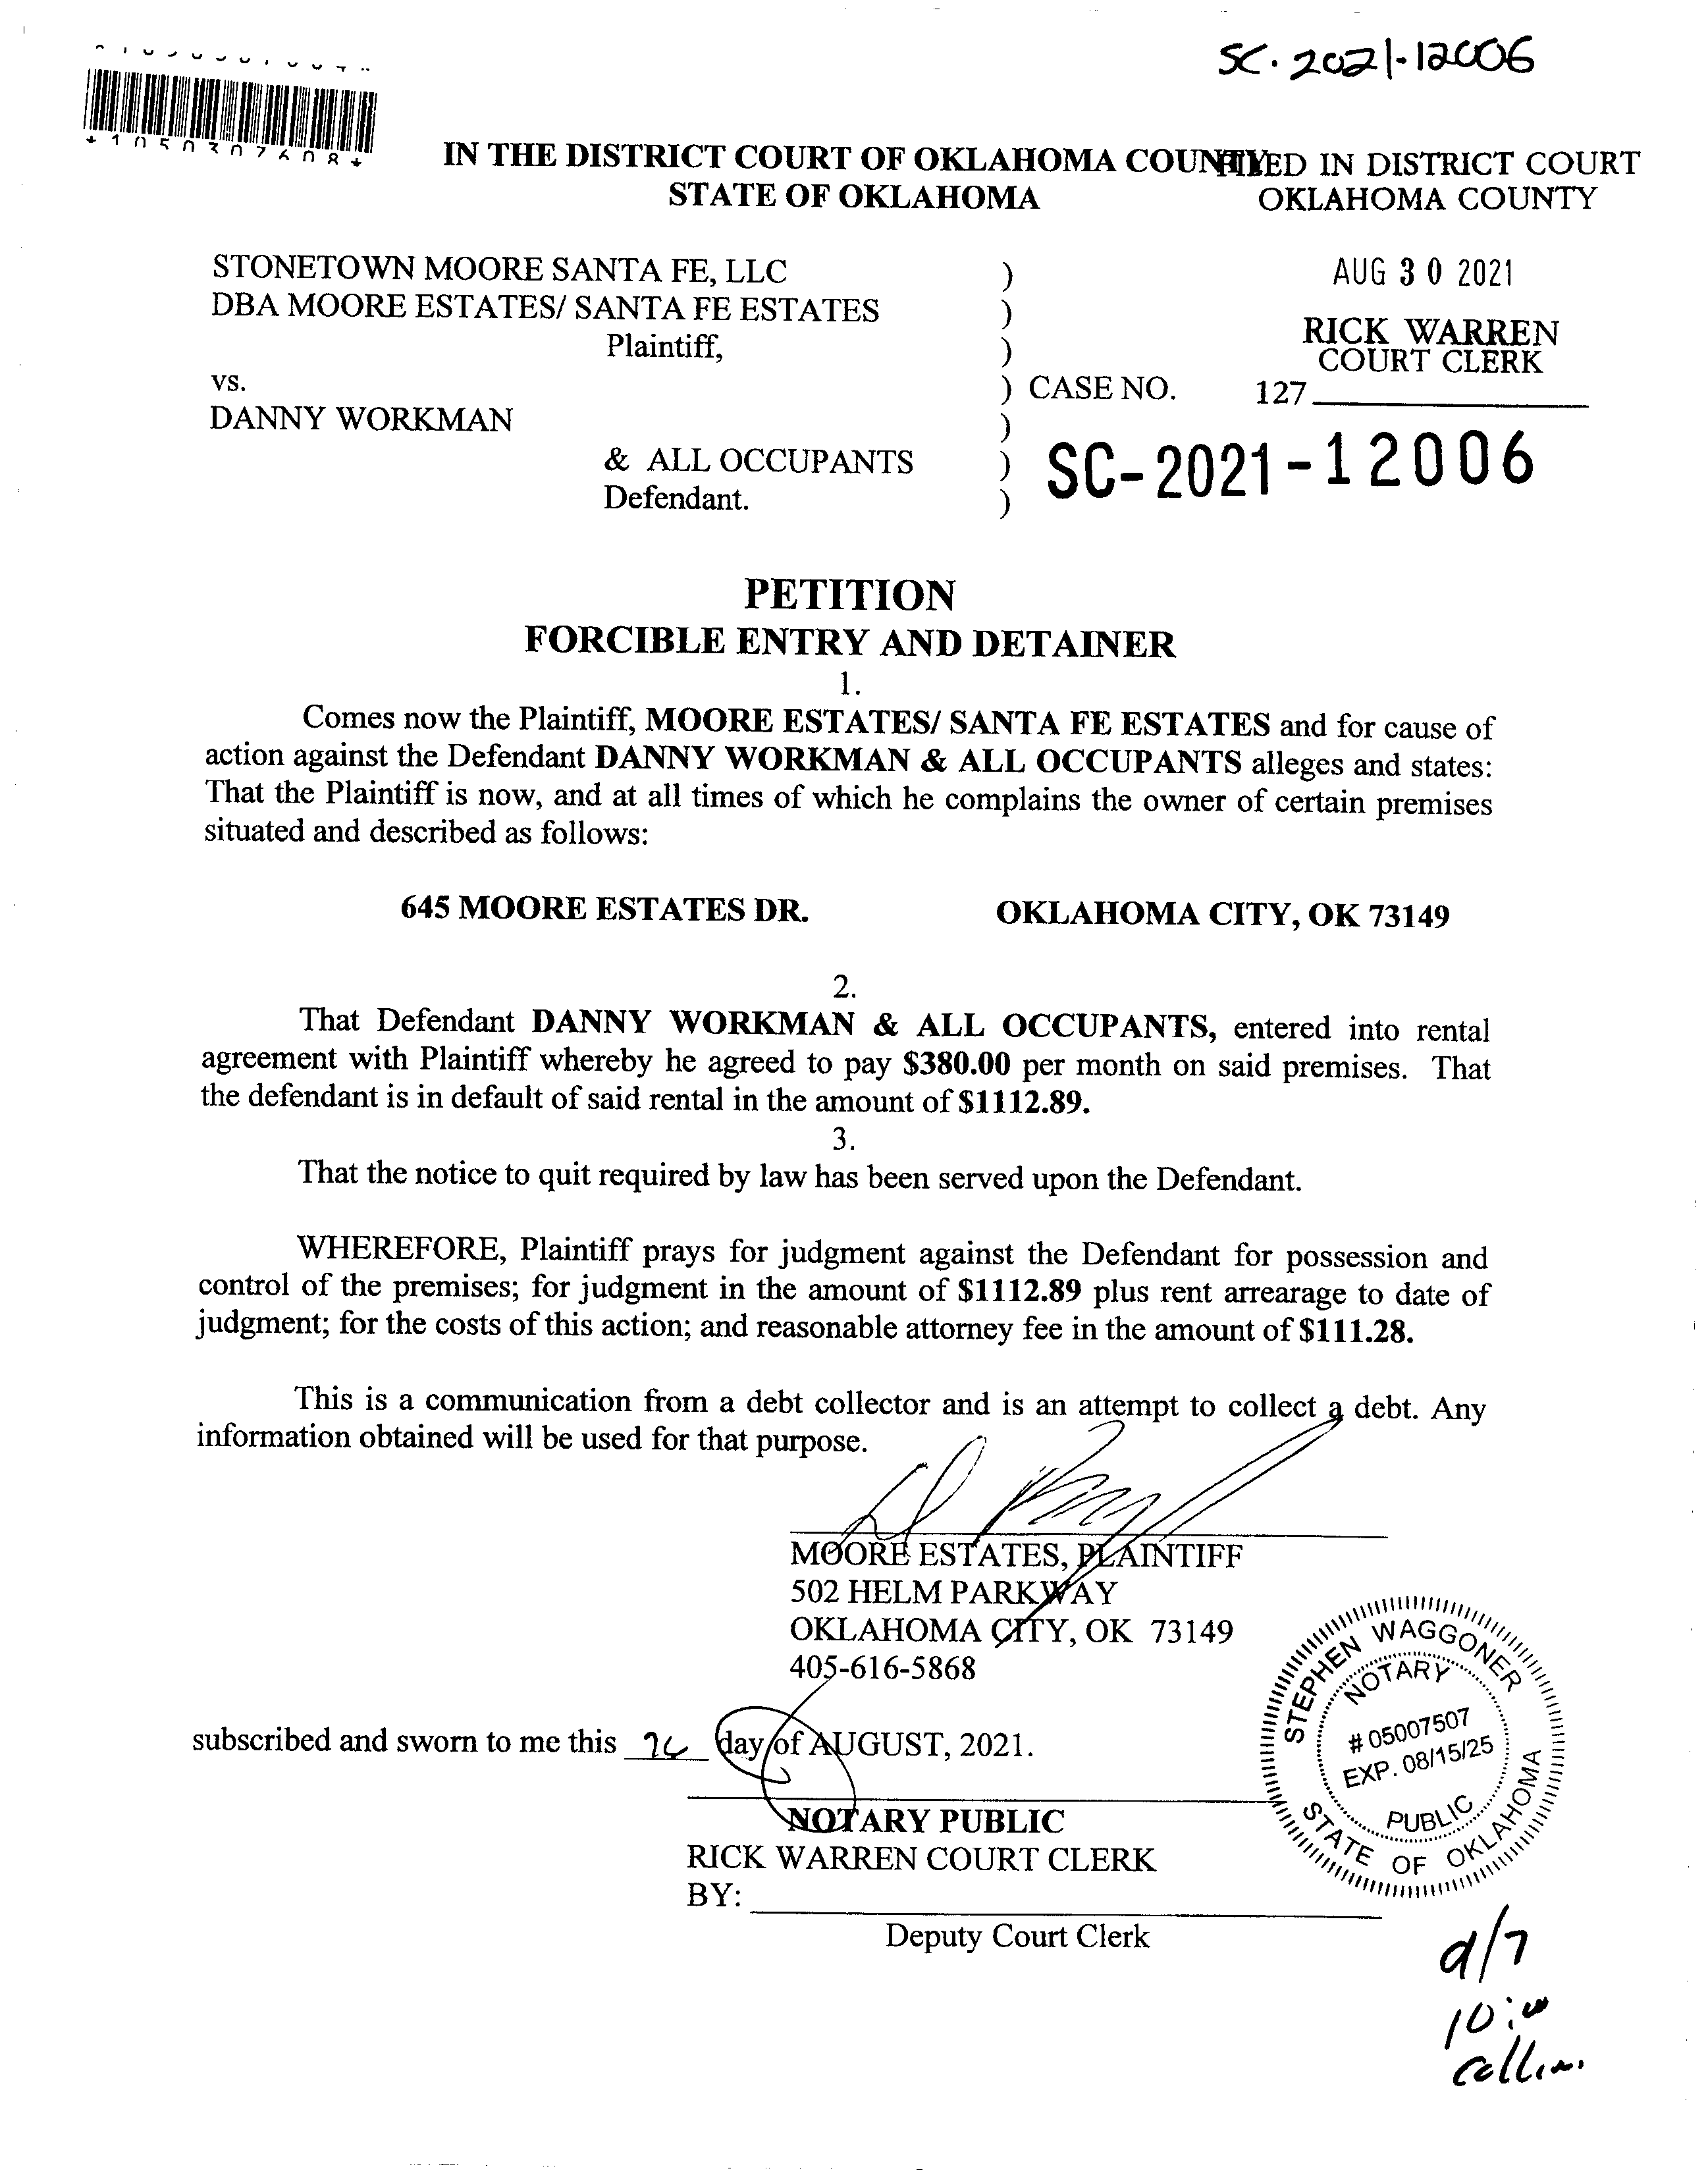 SC-2021-12006
*1050307608*
IN THE DISTRICT COURT OF OKLAHOMA COUNTY
STATE OF OKLAHOMA
FILED IN DISTRICT COURT
OKLAHOMA COUNTY
AUG 30 2021
RICK WARREN
COURT CLERK
127
STONETOWN MOORE SANTA FE, LLC )
DBA MOORE ESTATES/ SANTA FE ESTATES )
Plaintiff, )
vs. ) CASE NO.
DANNY WORKMAN )
& ALL OCCUPANTS ) SC-2021-12006
Defendant. )
PETITION
FORCIBLE ENTRY AND DETAINER
1.
Comes now the Plaintiff, MOORE ESTATES/ SANTA FE ESTATES and for cause of
action against the Defendant DANNY WORKMAN & ALL OCCUPANTS alleges and states:
That the Plaintiff is now, and at all times of which he complains the owner of certain premises
situated and described as follows:
645 MOORE ESTATES DR. OKLAHOMA CITY, OK 73149
2.
That Defendant DANNY WORKMAN & ALL OCCUPANTS, entered into rental
agreement with Plaintiff whereby he agreed to pay $380.00 per month on said premises. That
the defendant is in default of said rental in the amount of $1112.89.
3.
That the notice to quit required by law has been served upon the Defendant.
WHEREFORE, Plaintiff prays for judgment against the Defendant for possession and
control of the premises; for judgment in the amount of $1112.89 plus rent arrearage to date of
judgment; for the costs of this action; and reasonable attorney fee in the amount of $111.28.
This is a communication from a debt collector and is an attempt to collect a debt. Any
information obtained will be used for that purpose.
MOORE ESTATES, PLAINTIFF
502 HELM PARKWAY
OKLAHOMA CITY, OK 73149
405-616-5868
subscribed and sworn to me this 26 day of AUGUST, 2021.
NOTARY PUBLIC
RICK WARREN COURT CLERK
BY:
Deputy Court Clerk
STEPHEN WAGGONER
NOTARY
# 05007507
EXP. 08/15/25
PUBLIC
STATE OF OKLAHOMA
9/7
10:00